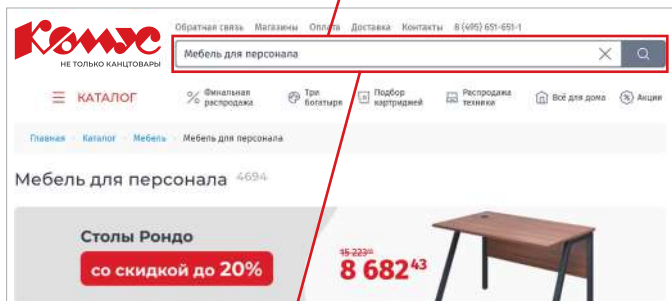 Обратная связь Магазины Оплата Доставка Контакты 8 (495) 651-651-1
Комус
НЕ ТОЛЬКО КАНЦТОВАРЫ
Мебель для персонала
КАТАЛОГ
Финальная распродажа
Три богатыря
Подбор картриджей
Распродажа техники
Всё для дома
Акции
Главная - Каталог - Мебель - Мебель для персонала
Мебель для персонала 4694
Столы Рондо
со скидкой до 20%
15 223
8 682 43